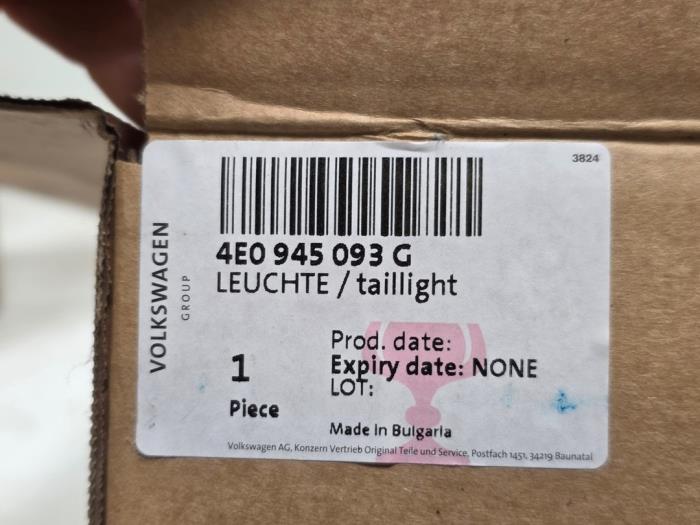 3824
VOLKSWAGEN
GROUP
4E0 945 093 G
LEUCHTE / taillight
1
Piece
Prod. date:
Expiry date: NONE
LOT:
Made in Bulgaria
Volkswagen AG, Konzern Vertrieb Original Teile und Service, Postfach 1451, 34219 Baunatal